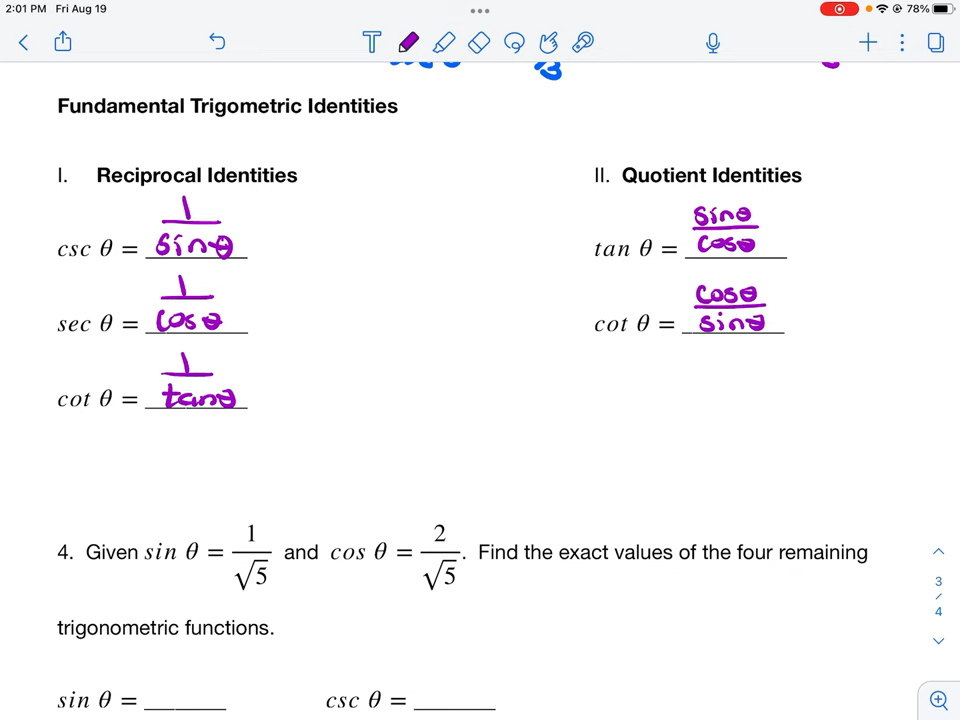 2:01 PM Fri Aug 19 78%
Fundamental Trigometric Identities
I. Reciprocal Identities
II. Quotient Identities
csc θ = 1/sinθ
tan θ = sinθ/cosθ
sec θ = 1/cosθ
cot θ = cosθ/sinθ
cot θ = 1/tanθ
4. Given sin θ = 1/√5 and cos θ = 2/√5. Find the exact values of the four remaining
trigonometric functions.
sin θ = ______ csc θ = ______
3
/
4